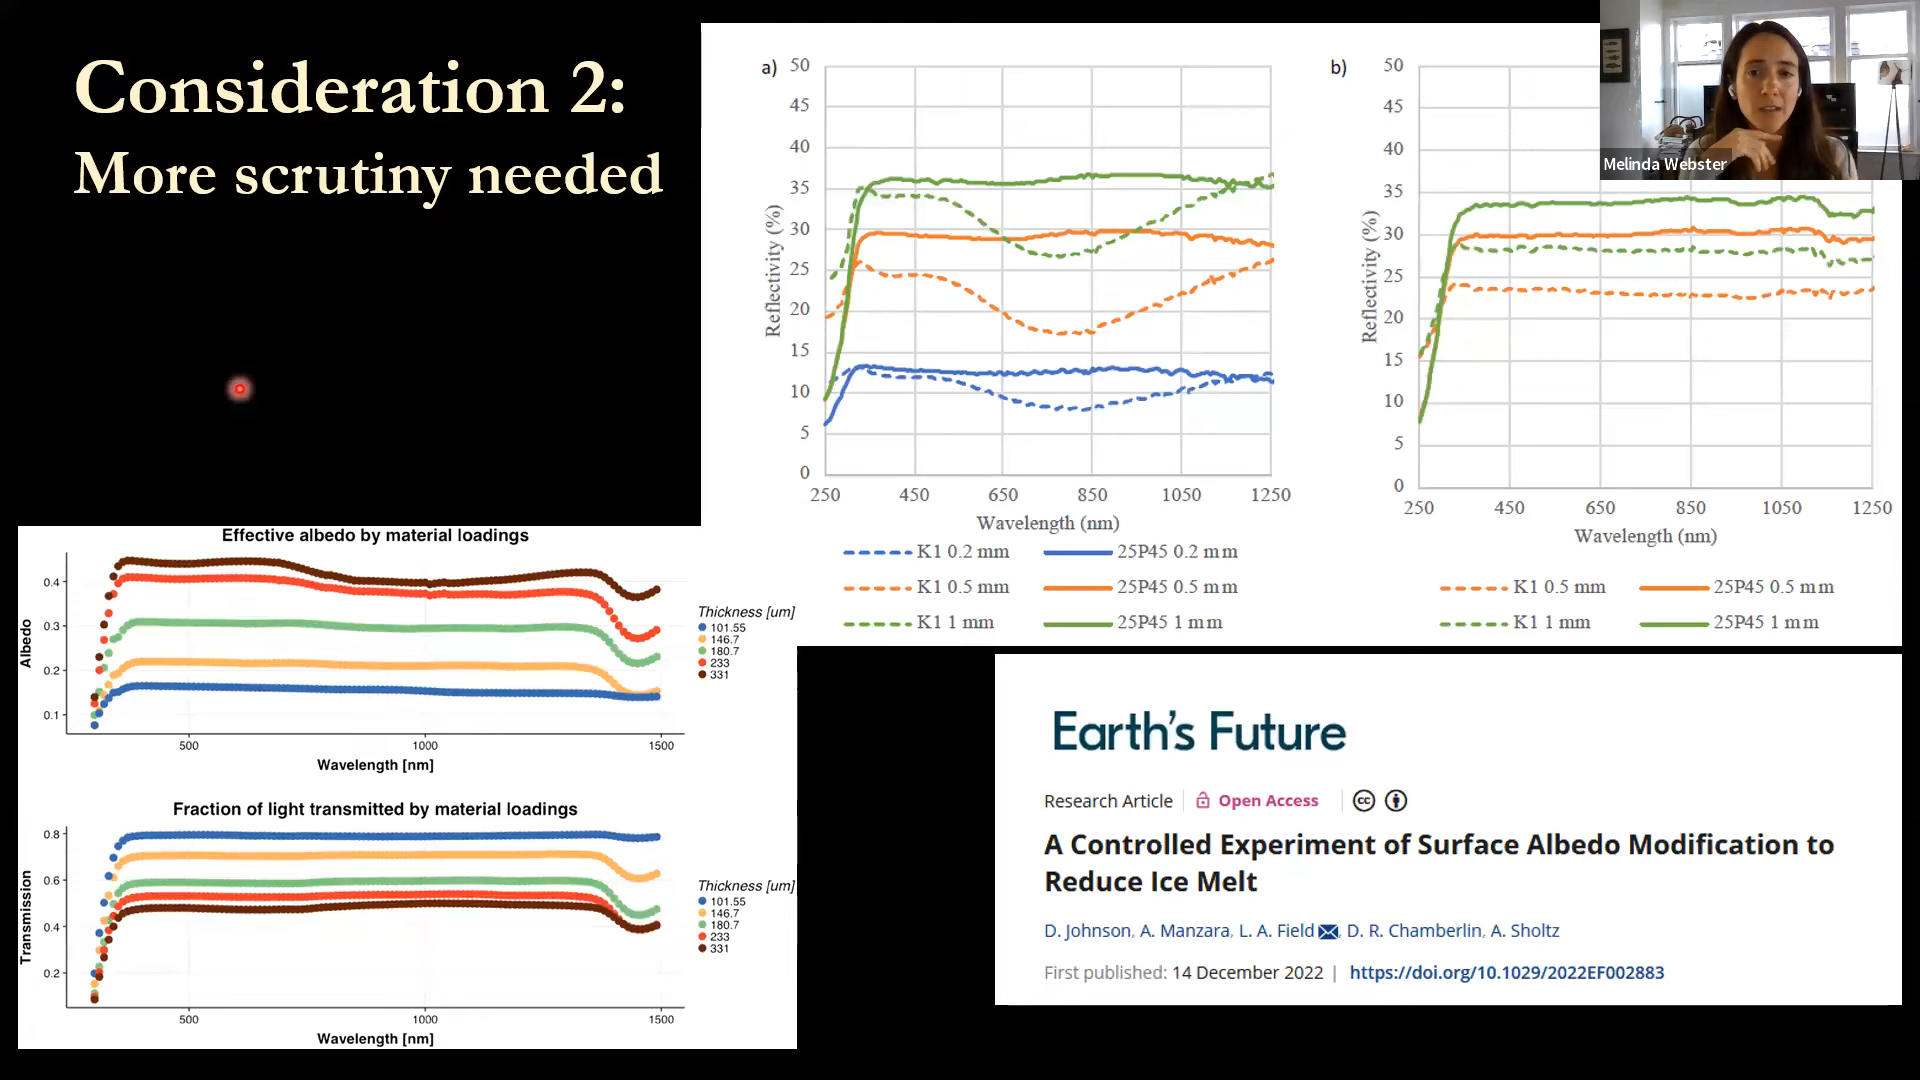 Consideration 2:
More scrutiny needed
Melinda Webster
a)
50
45
40
35
30
25
20
15
10
5
0
Reflectivity (%)
250 450 650 850 1050 1250
Wavelength (nm)
K1 0.2 mm 25P45 0.2 mm
K1 0.5 mm 25P45 0.5 mm
K1 1 mm 25P45 1 mm
b)
50
45
40
35
30
25
20
15
10
5
0
Reflectivity (%)
250 450 650 850 1050 1250
Wavelength (nm)
K1 0.5 mm 25P45 0.5 mm
K1 1 mm 25P45 1 mm
Effective albedo by material loadings
Albedo
0.4
0.3
0.2
0.1
500 1000 1500
Wavelength [nm]
Thickness [um]
101.55
146.7
180.7
233
331
Fraction of light transmitted by material loadings
Transmission
0.8
0.6
0.4
0.2
500 1000 1500
Wavelength [nm]
Thickness [um]
101.55
146.7
180.7
233
331
Earth's Future
Research Article Open Access cc
A Controlled Experiment of Surface Albedo Modification to
Reduce Ice Melt
D. Johnson, A. Manzara, L. A. Field, D. R. Chamberlin, A. Sholtz
First published: 14 December 2022 | https://doi.org/10.1029/2022EF002883